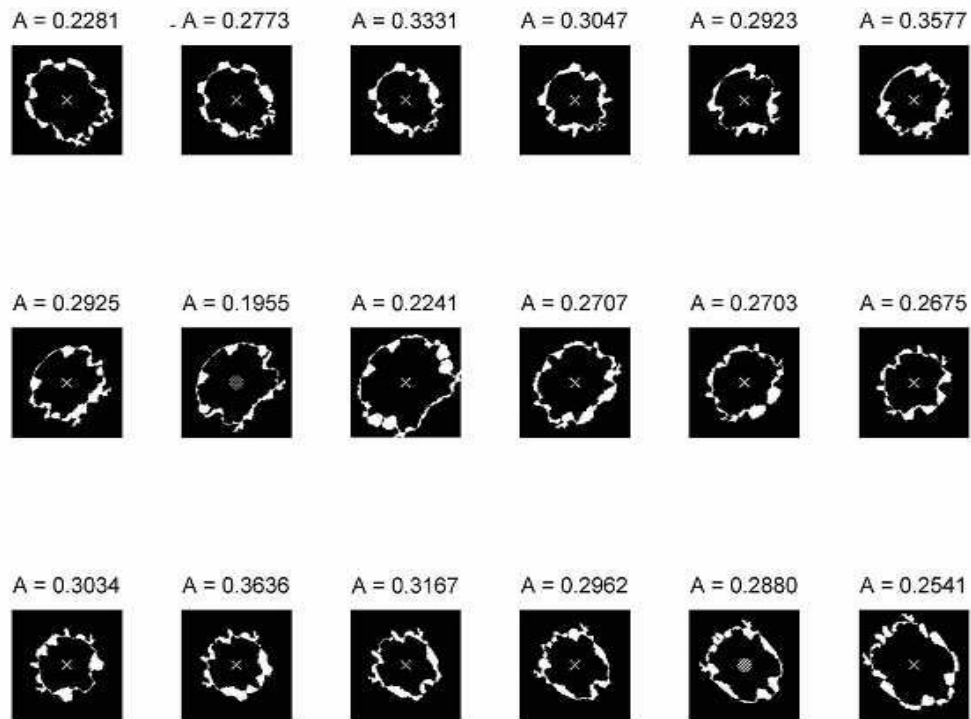 A = 0.2281 A = 0.2773 A = 0.3331 A = 0.3047 A = 0.2923 A = 0.3577
A = 0.2925 A = 0.1955 A = 0.2241 A = 0.2707 A = 0.2703 A = 0.2675
A = 0.3034 A = 0.3636 A = 0.3167 A = 0.2962 A = 0.2880 A = 0.2541